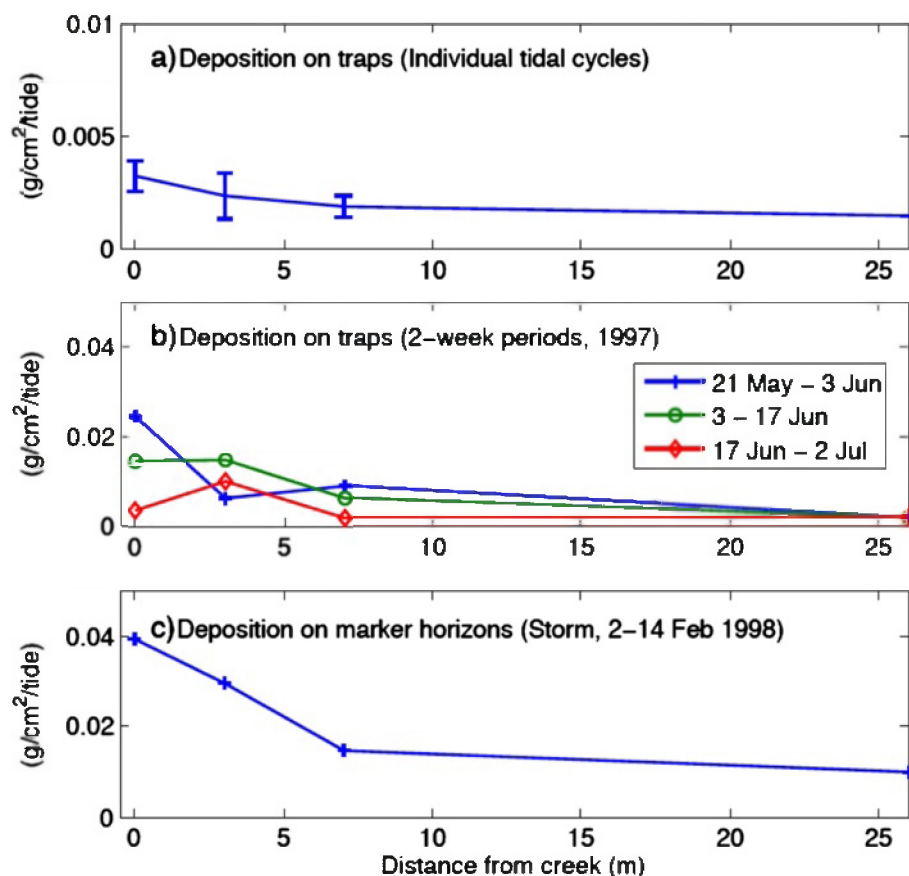 0.01
a) Deposition on traps (Individual tidal cycles)
(g/cm²/tide)
0.005
0
0 5 10 15 20 25
b) Deposition on traps (2-week periods, 1997)
0.04
(g/cm²/tide)
21 May – 3 Jun
3 – 17 Jun
17 Jun – 2 Jul
0.02
0
0 5 10 15 20 25
c) Deposition on marker horizons (Storm, 2–14 Feb 1998)
0.04
(g/cm²/tide)
0.02
0
0 5 10 15 20 25
Distance from creek (m)